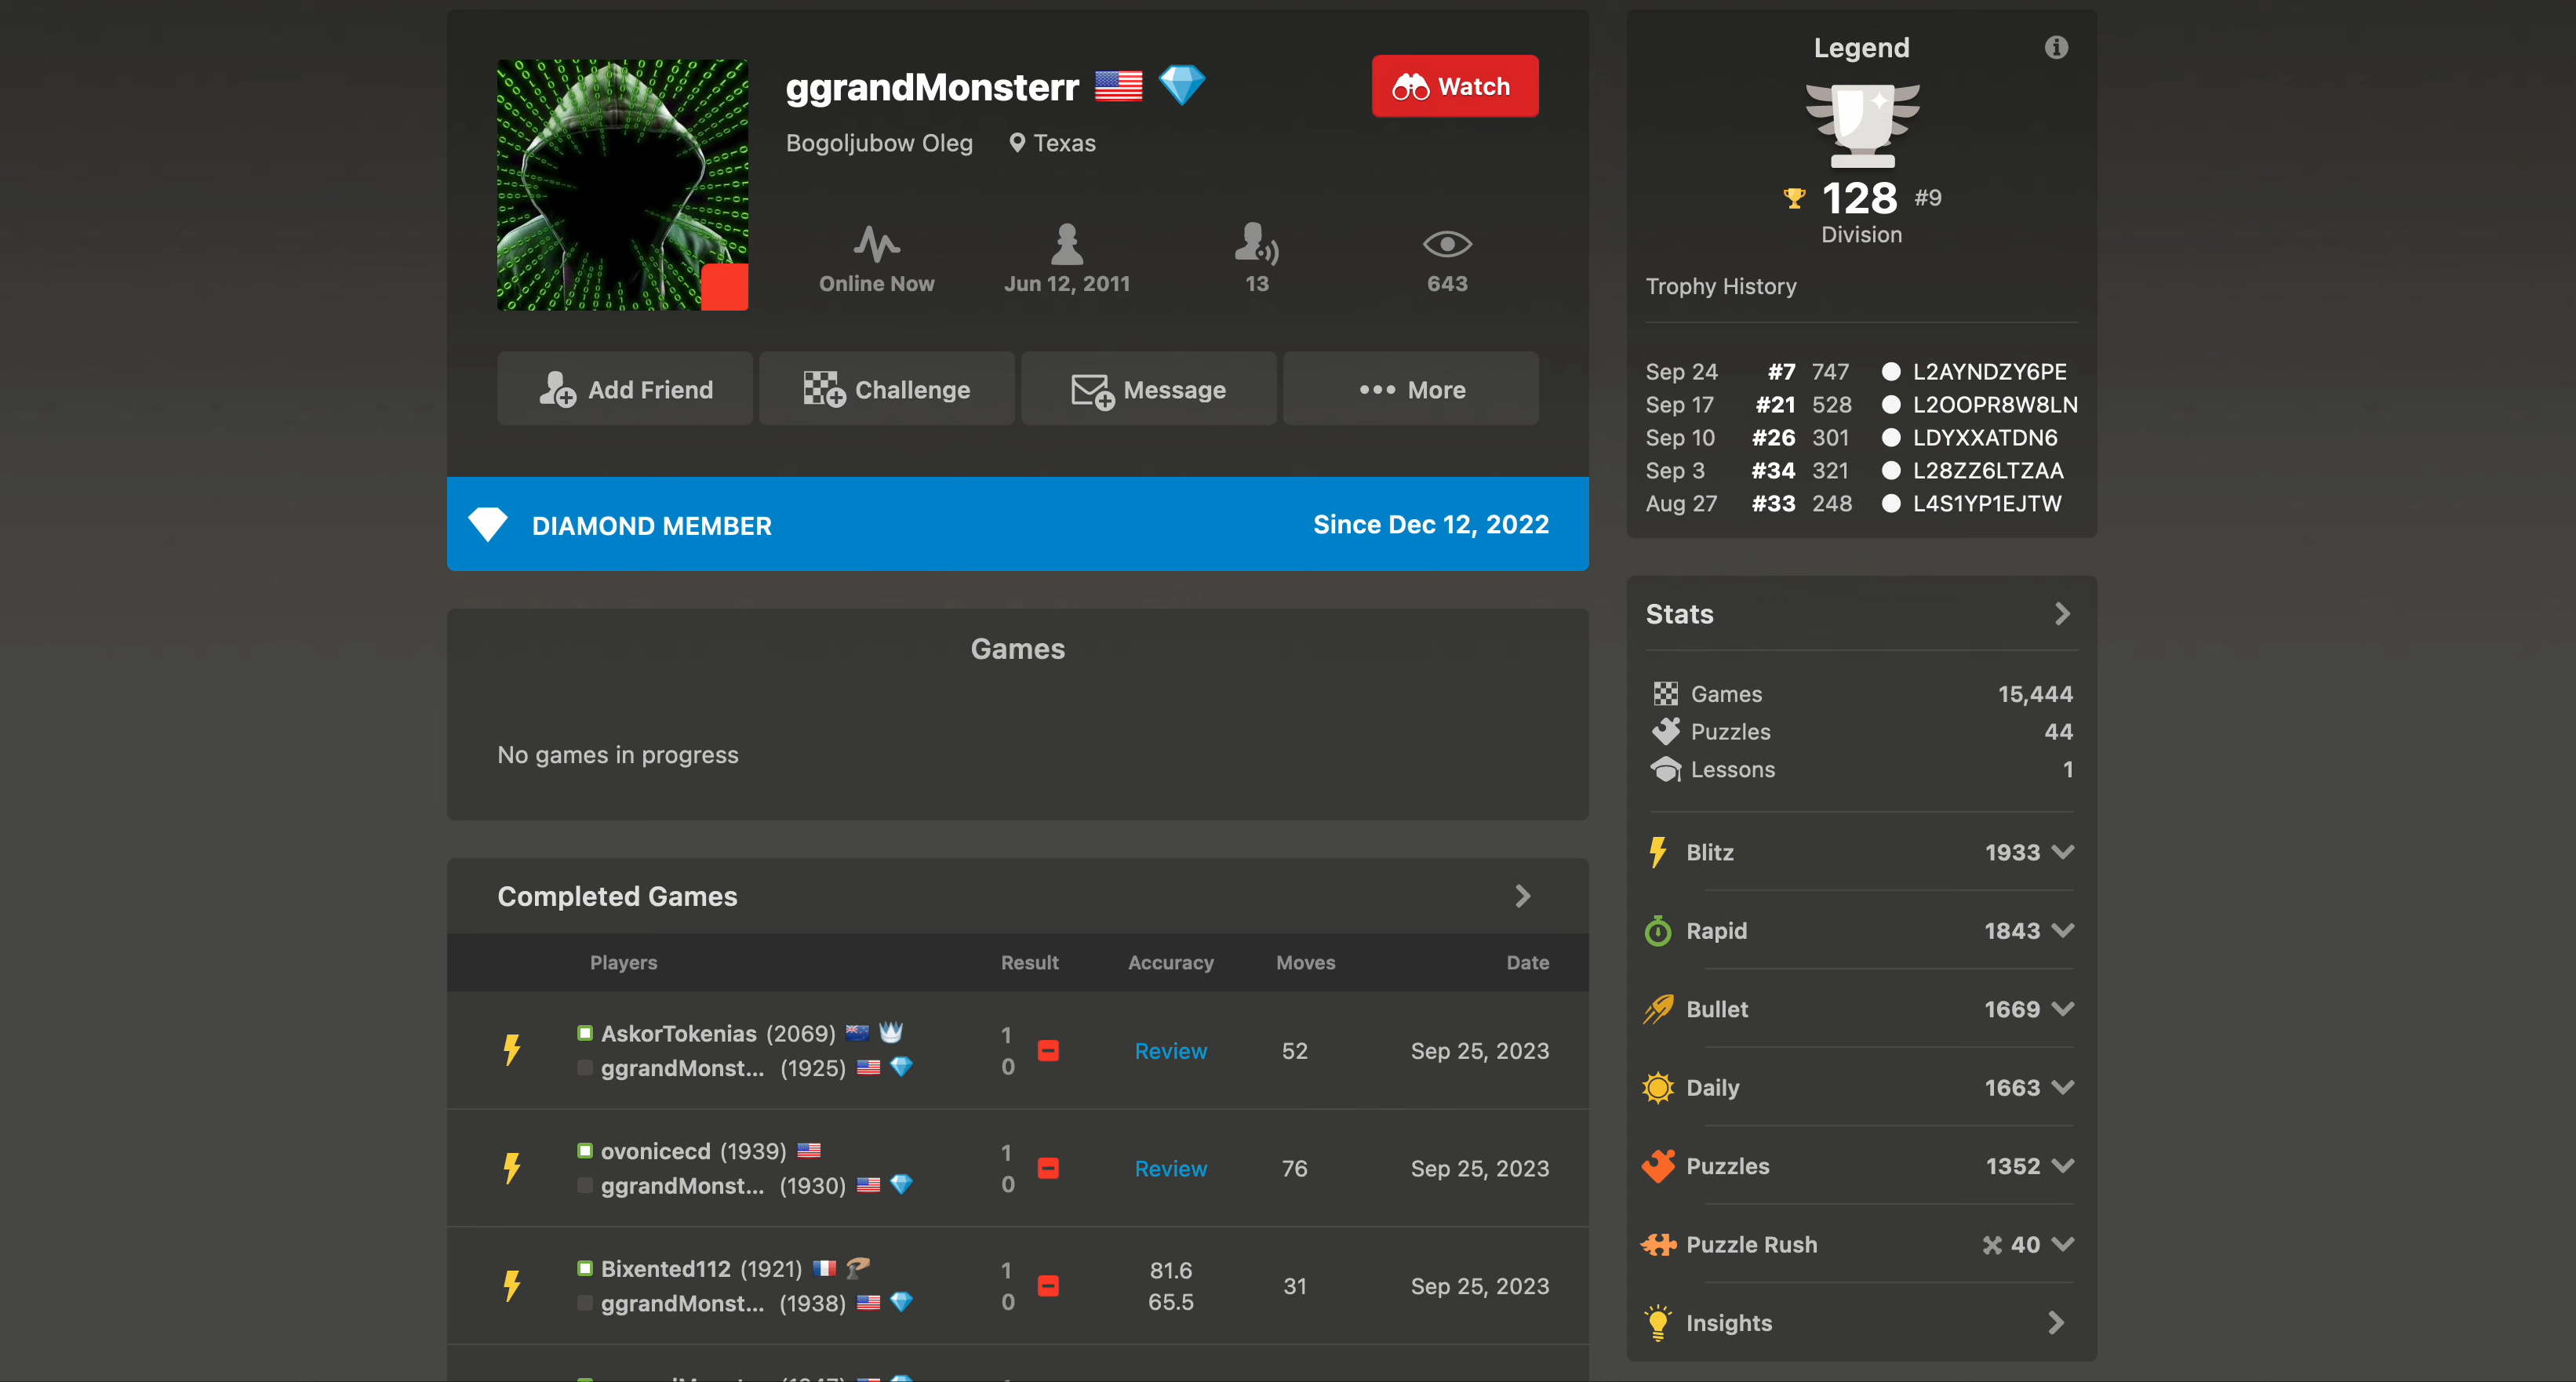 ggrandMonsterr
Watch
Bogoljubow Oleg Texas
Online Now Jun 12, 2011 13 643
Add Friend Challenge Message More
DIAMOND MEMBER Since Dec 12, 2022
Games
No games in progress
Completed Games
Players Result Accuracy Moves Date
AskorTokenias (2069) 1
ggrandMonst... (1925) 0
Review 52 Sep 25, 2023
ovonicecd (1939) 1
ggrandMonst... (1930) 0
Review 76 Sep 25, 2023
Bixented112 (1921) 1 81.6
ggrandMonst... (1938) 0 65.5
31 Sep 25, 2023
Legend
128 #9
Division
Trophy History
Sep 24 #7 747 L2AYNDZY6PE
Sep 17 #21 528 L2OOPR8W8LN
Sep 10 #26 301 LDYXXATDN6
Sep 3 #34 321 L28ZZ6LTZAA
Aug 27 #33 248 L4S1YP1EJTW
Stats
Games 15,444
Puzzles 44
Lessons 1
Blitz 1933
Rapid 1843
Bullet 1669
Daily 1663
Puzzles 1352
Puzzle Rush 40
Insights